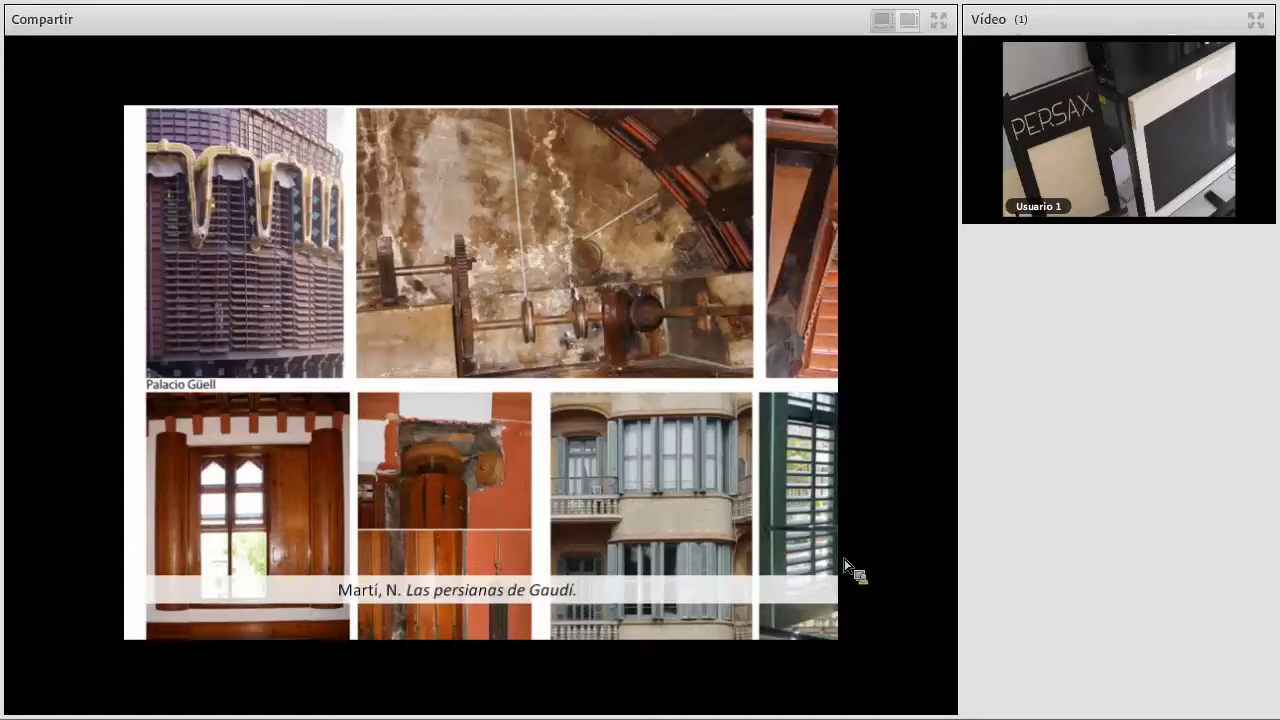 Compartir
Vídeo (1)
PERSAX
Usuario 1
Palacio Güell
Martí, N. Las persianas de Gaudí.